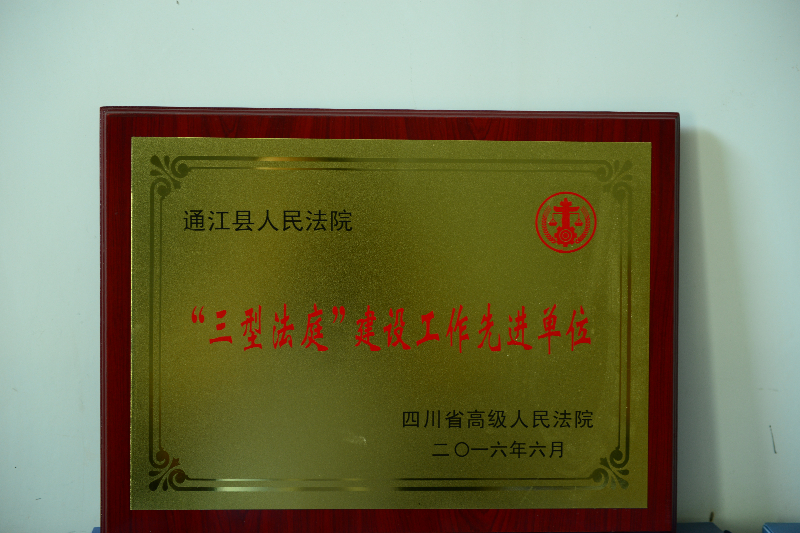 通江县人民法院
“三型法庭”建设工作先进单位
四川省高级人民法院
二〇一六年六月